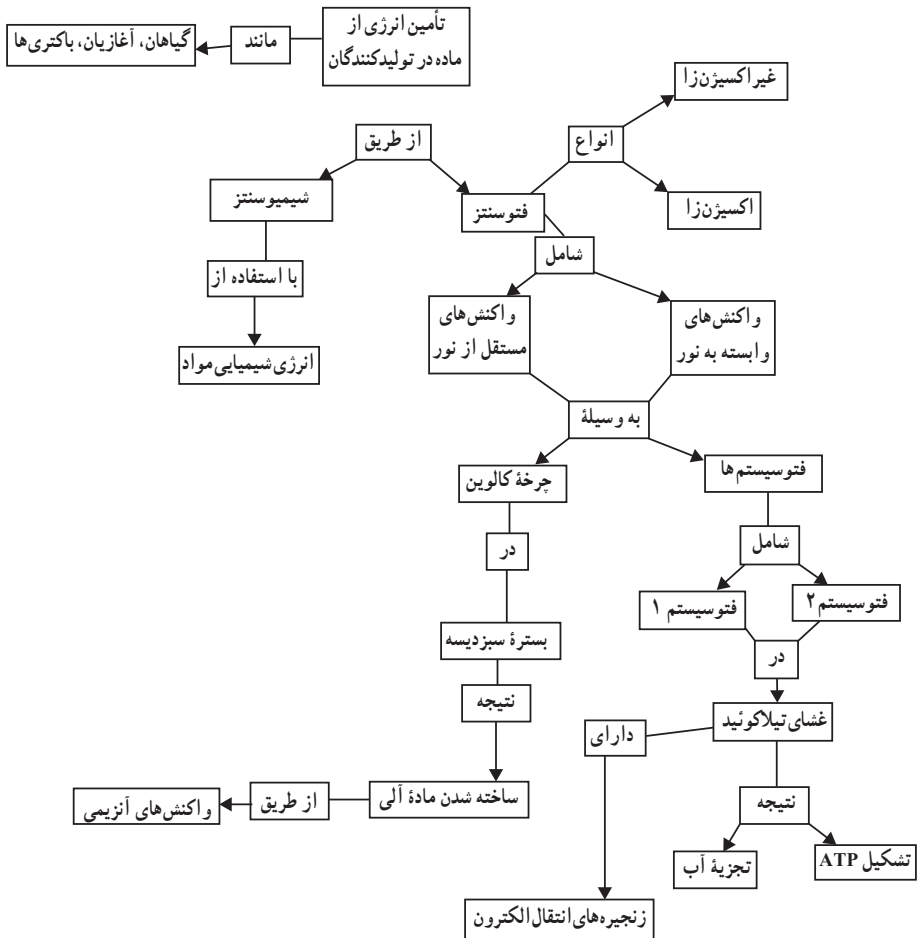 تأمین انرژی از
ماده در تولیدکنندگان
مانند
گیاهان، آغازیان، باکتری‌ها
از طریق
شیمیوسنتز
با استفاده از
انرژی شیمیایی مواد
فتوسنتز
انواع
غیراکسیژن‌زا
اکسیژن‌زا
شامل
واکنش‌های
وابسته به نور
واکنش‌های
مستقل از نور
به وسیلهٔ
فتوسیستم‌ها
شامل
فتوسیستم ۲
فتوسیستم ۱
در
غشای تیلاکوئید
دارای
زنجیره‌های انتقال الکترون
نتیجه
تشکیل ATP
تجزیهٔ آب
چرخهٔ کالوین
در
بسترهٔ سبزدیسه
نتیجه
ساخته شدن مادهٔ آلی
از طریق
واکنش‌های آنزیمی